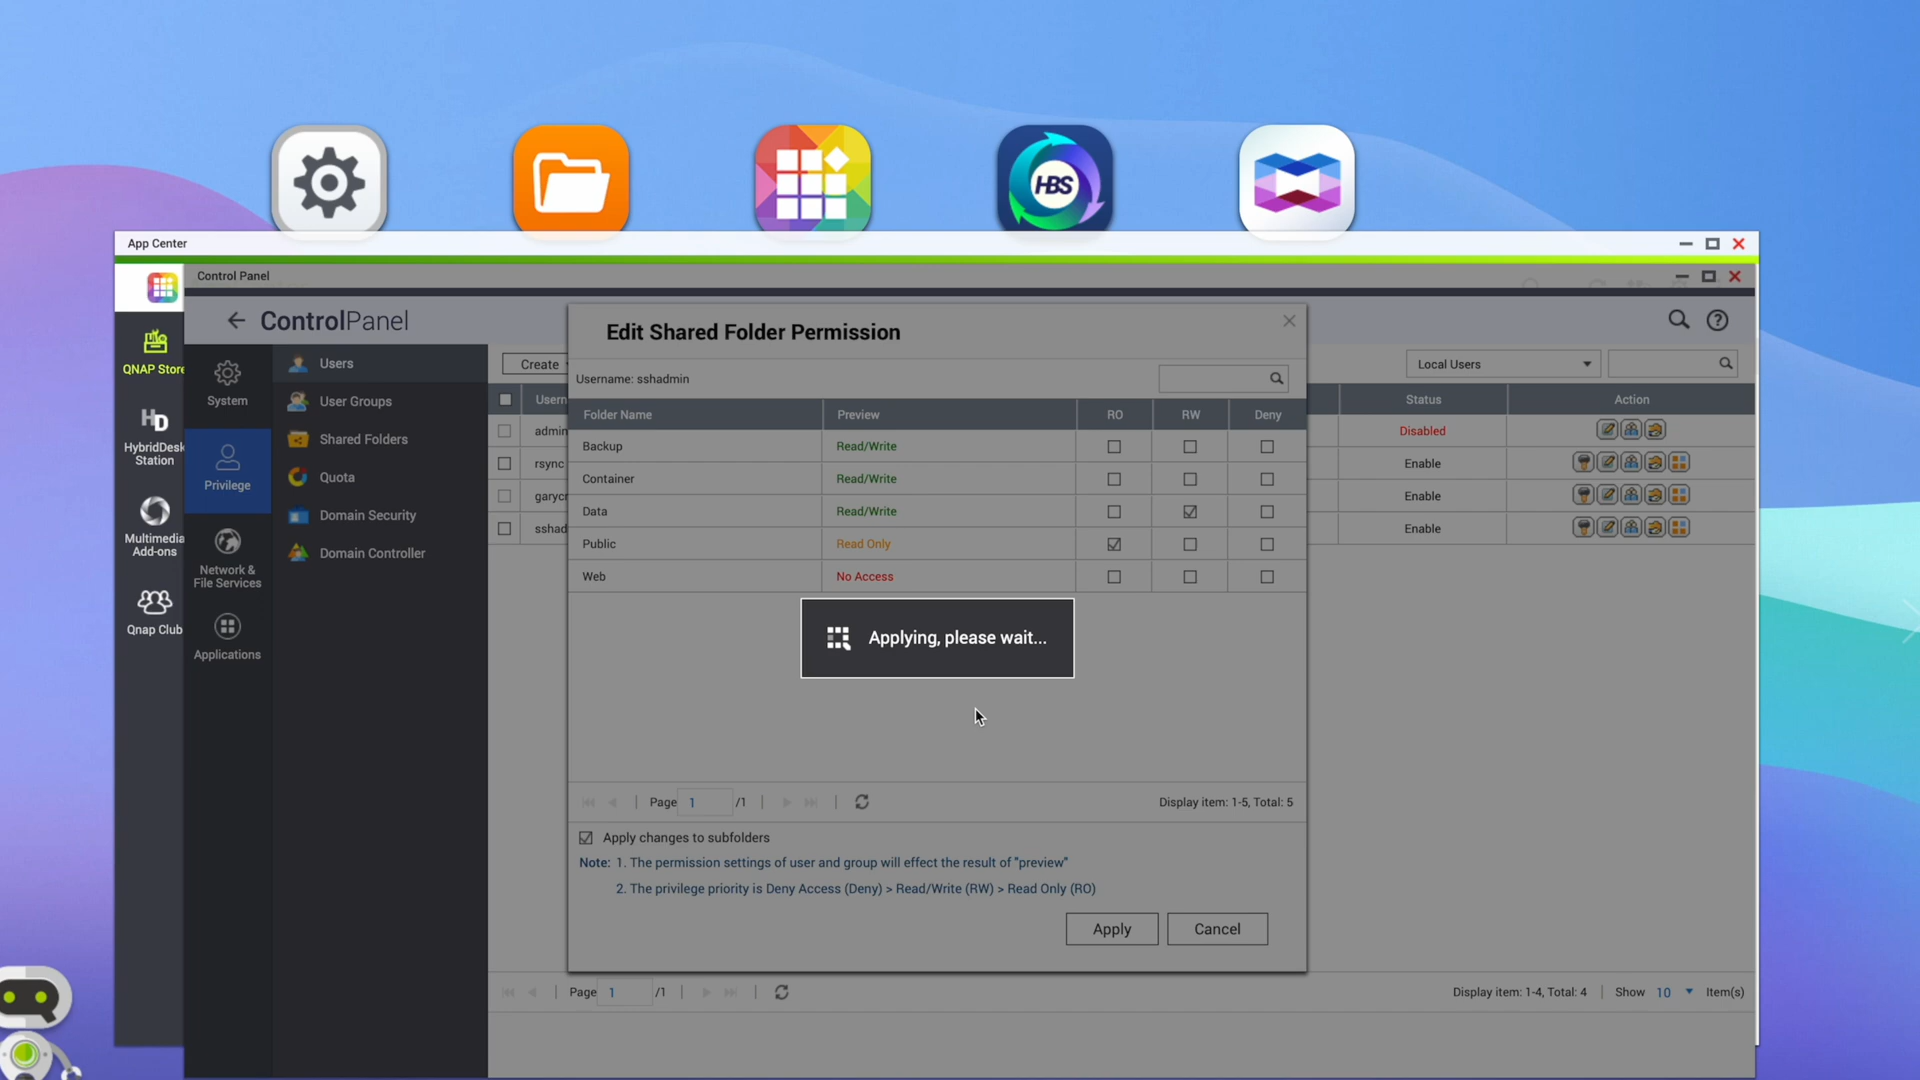 HBS
App Center
Control Panel
ControlPanel
QNAP Store
HD
HybridDesk
Station
Multimedia
Add-ons
Qnap Club
System
Privilege
Network &
File Services
Applications
Users
User Groups
Shared Folders
Quota
Domain Security
Domain Controller
Create
Local Users
Status Action
admin Disabled
rsync Enable
Enable
Enable
Edit Shared Folder Permission
Username: sshadmin
Folder Name Preview RO RW Deny
Backup Read/Write
Container Read/Write
Data Read/Write
Public Read Only
Web No Access
Applying, please wait...
Page 1 /1 Display item: 1-5, Total: 5
Apply changes to subfolders
Note: 1. The permission settings of user and group will effect the result of "preview"
2. The privilege priority is Deny Access (Deny) > Read/Write (RW) > Read Only (RO)
Apply Cancel
Page 1 /1 Display item: 1-4, Total: 4 Show 10 Item(s)